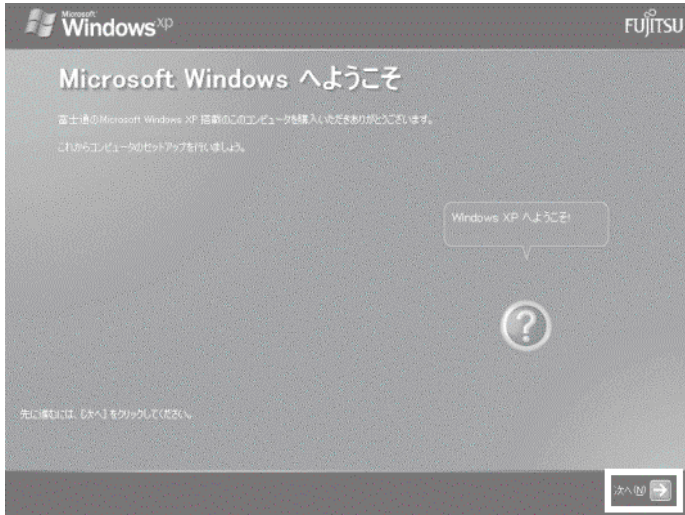 Microsoft
Windows xp
FUJITSU
Microsoft Windows へようこそ
富士通のMicrosoft Windows XP 搭載のこのコンピュータを購入いただきありがとうございます。
これからコンピュータのセットアップを行いましょう。
Windows XP へようこそ!
先に進むには、[次へ] をクリックしてください。
次へ(N)